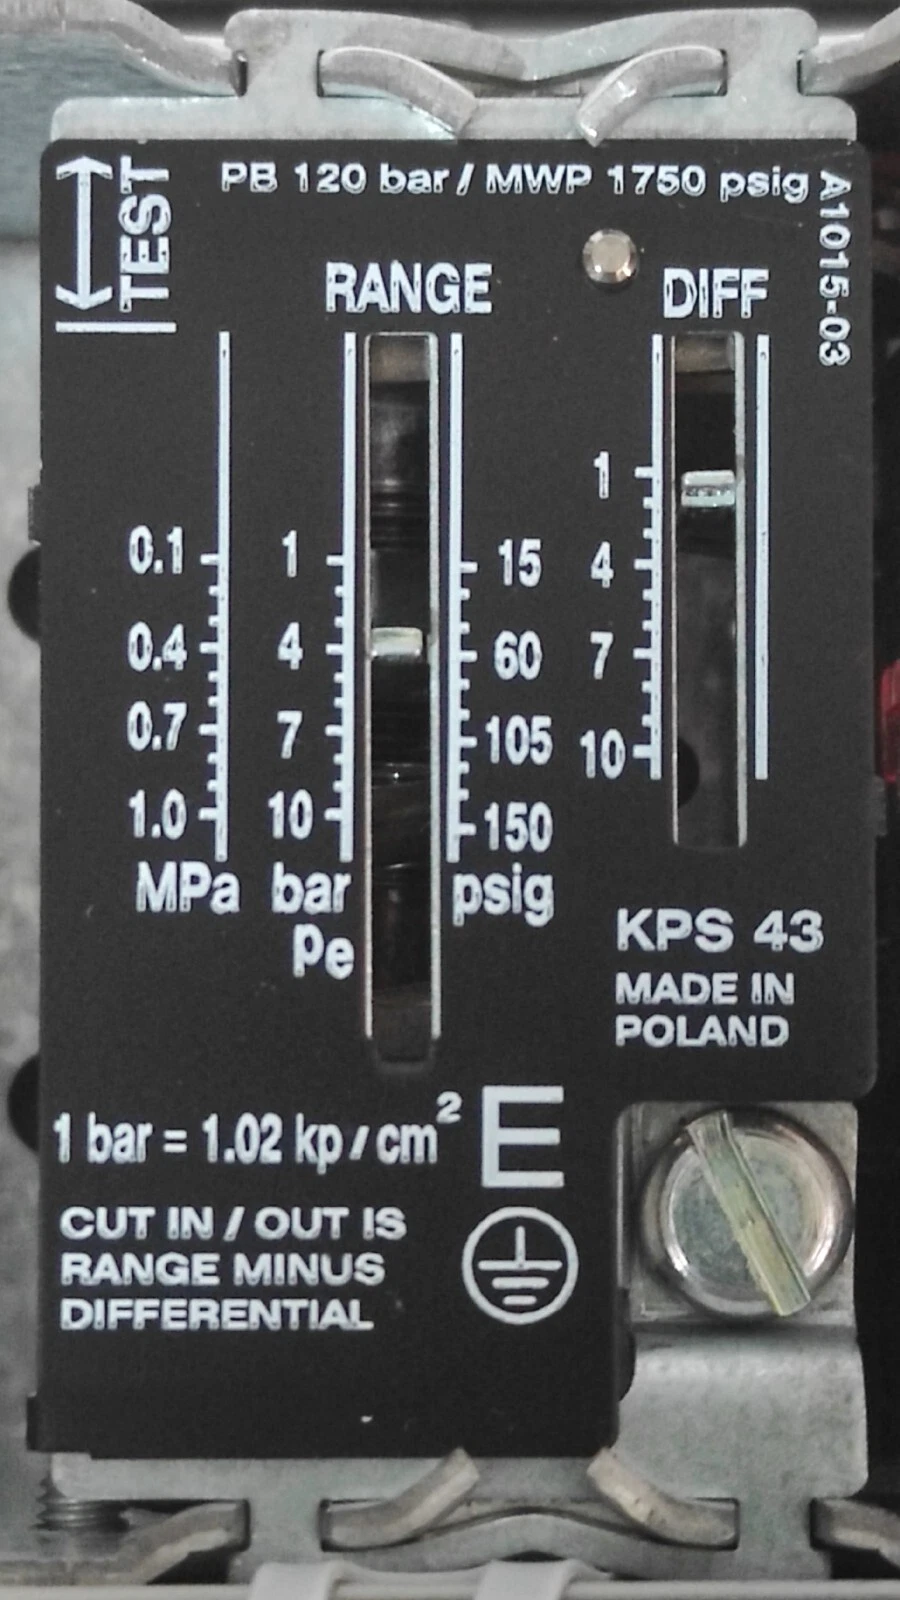 TEST
PB 120 bar / MWP 1750 psig
A1015-03
RANGE
DIFF
0.1
0.4
0.7
1.0
MPa
1
4
7
10
bar
Pe
15
60
105
150
psig
1
4
7
10
KPS 43
MADE IN
POLAND
1 bar = 1.02 kp/cm²
E
CUT IN / OUT IS
RANGE MINUS
DIFFERENTIAL